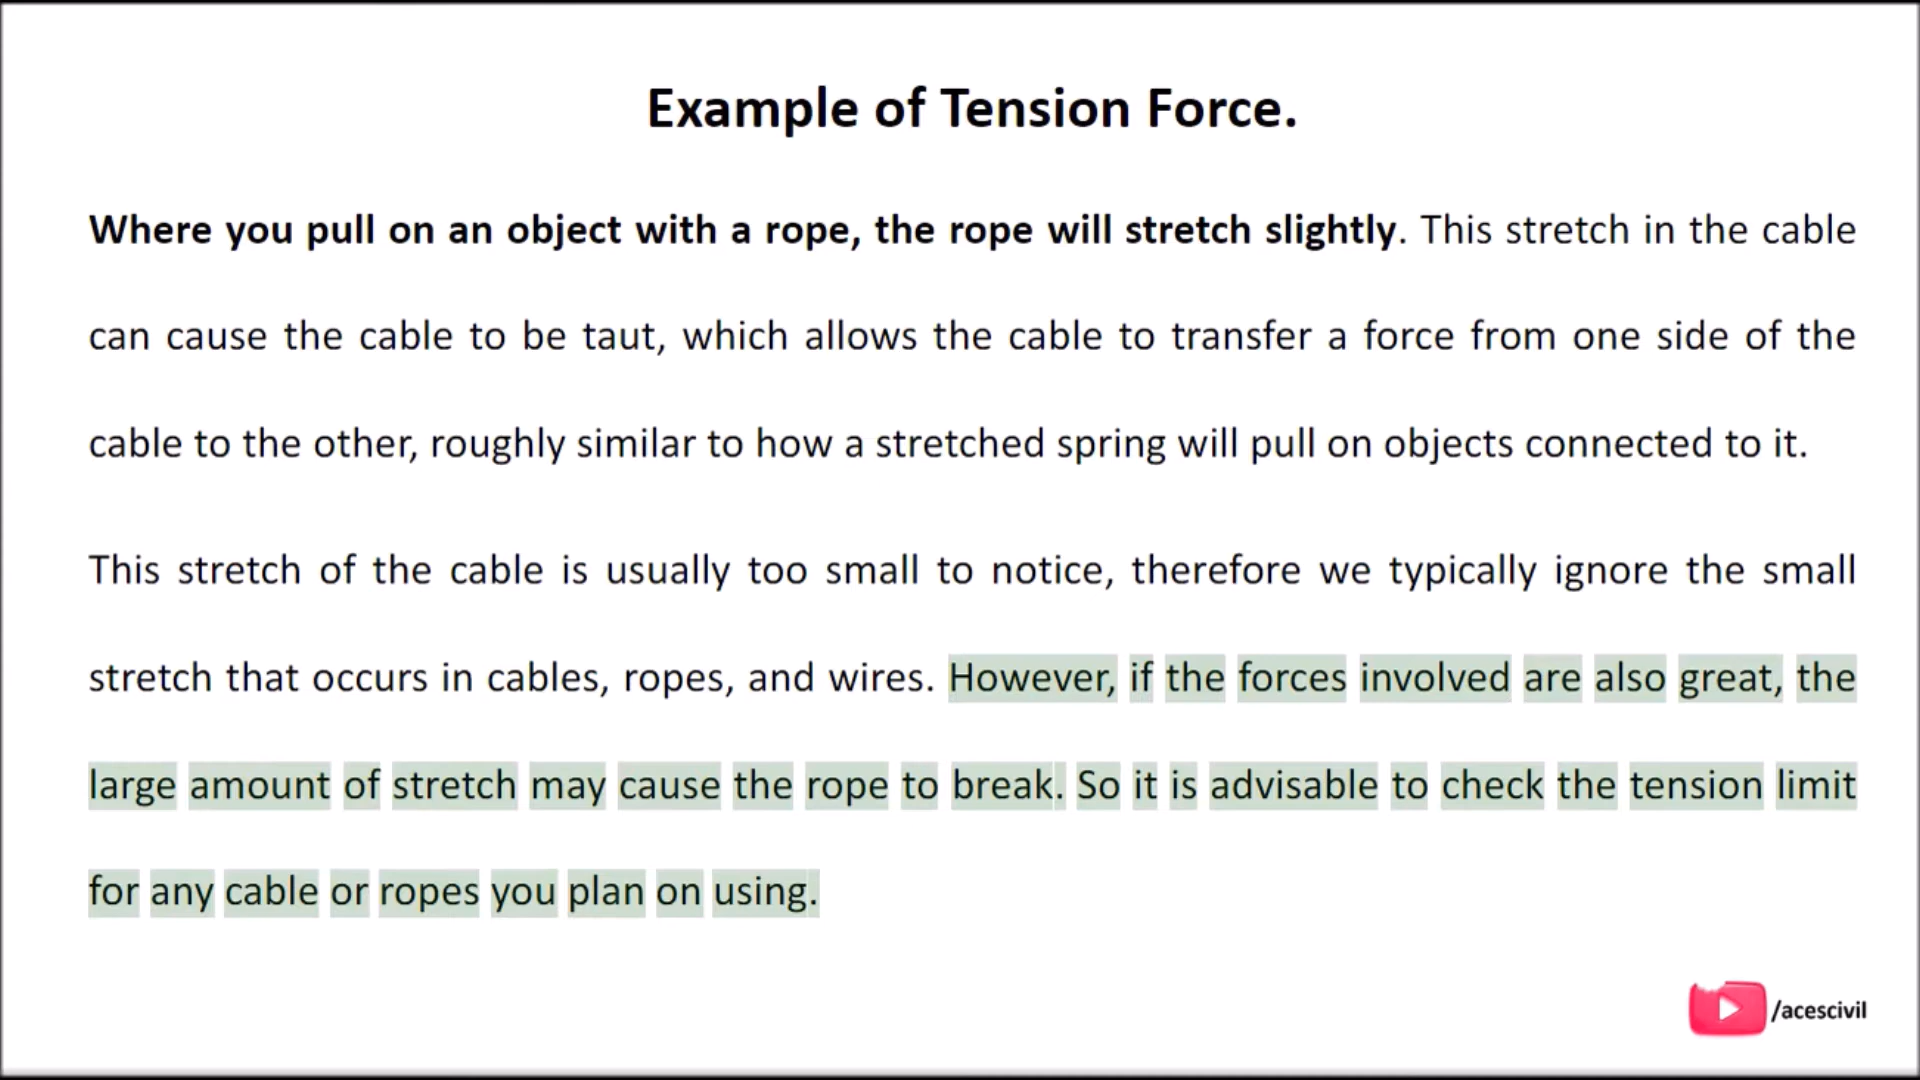 Example of Tension Force.
Where you pull on an object with a rope, the rope will stretch slightly. This stretch in the cable
can cause the cable to be taut, which allows the cable to transfer a force from one side of the
cable to the other, roughly similar to how a stretched spring will pull on objects connected to it.
This stretch of the cable is usually too small to notice, therefore we typically ignore the small
stretch that occurs in cables, ropes, and wires. However, if the forces involved are also great, the
large amount of stretch may cause the rope to break. So it is advisable to check the tension limit
for any cable or ropes you plan on using.
/acescivil